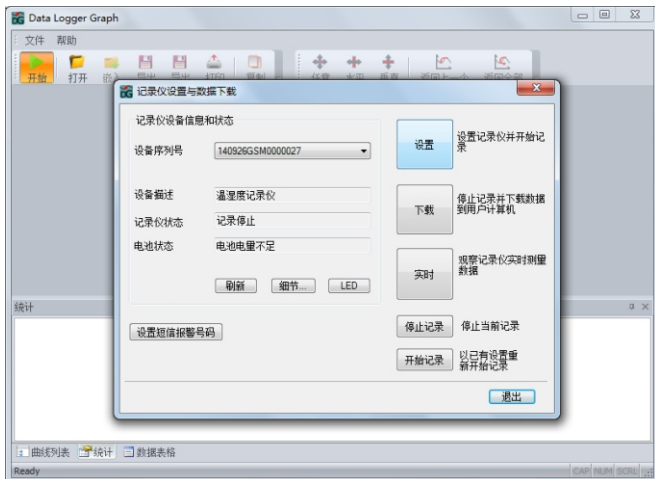 Data Logger Graph
文件 帮助
开始 打开 嵌入 导出 导出 打印 复制 任意 水平 垂直 返回上一个 返回全部
记录仪设置与数据下载
记录仪设备信息和状态
设备序列号 140926GSM0000027
设备描述 温湿度记录仪
记录仪状态 记录停止
电池状态 电池电量不足
刷新 细节... LED
设置短信报警号码
设置 设置记录仪并开始记
录
下载 停止记录并下载数据
到用户计算机
实时 观察记录仪实时测量
数据
停止记录 停止当前记录
开始记录 以已有设置重
新开始记录
退出
统计
曲线列表 统计 数据表格
Ready CAP NUM SCRL